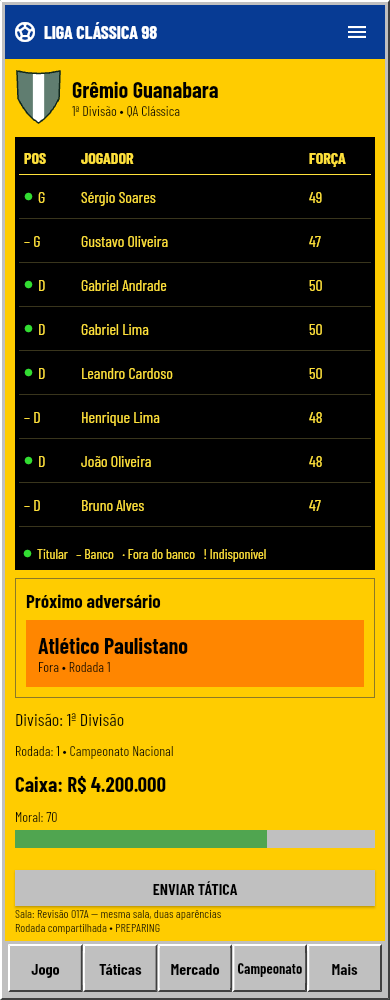 LIGA CLÁSSICA 98
Grêmio Guanabara
1ª Divisão • QA Clássica
POS JOGADOR FORÇA
● G Sérgio Soares 49
– G Gustavo Oliveira 47
● D Gabriel Andrade 50
● D Gabriel Lima 50
● D Leandro Cardoso 50
– D Henrique Lima 48
● D João Oliveira 48
– D Bruno Alves 47
● Titular – Banco · Fora do banco ! Indisponível
Próximo adversário
Atlético Paulistano
Fora • Rodada 1
Divisão: 1ª Divisão
Rodada: 1 • Campeonato Nacional
Caixa: R$ 4.200.000
Moral: 70
ENVIAR TÁTICA
Sala: Revisão 017A — mesma sala, duas aparências
Rodada compartilhada • PREPARING
Jogo Táticas Mercado Campeonato Mais